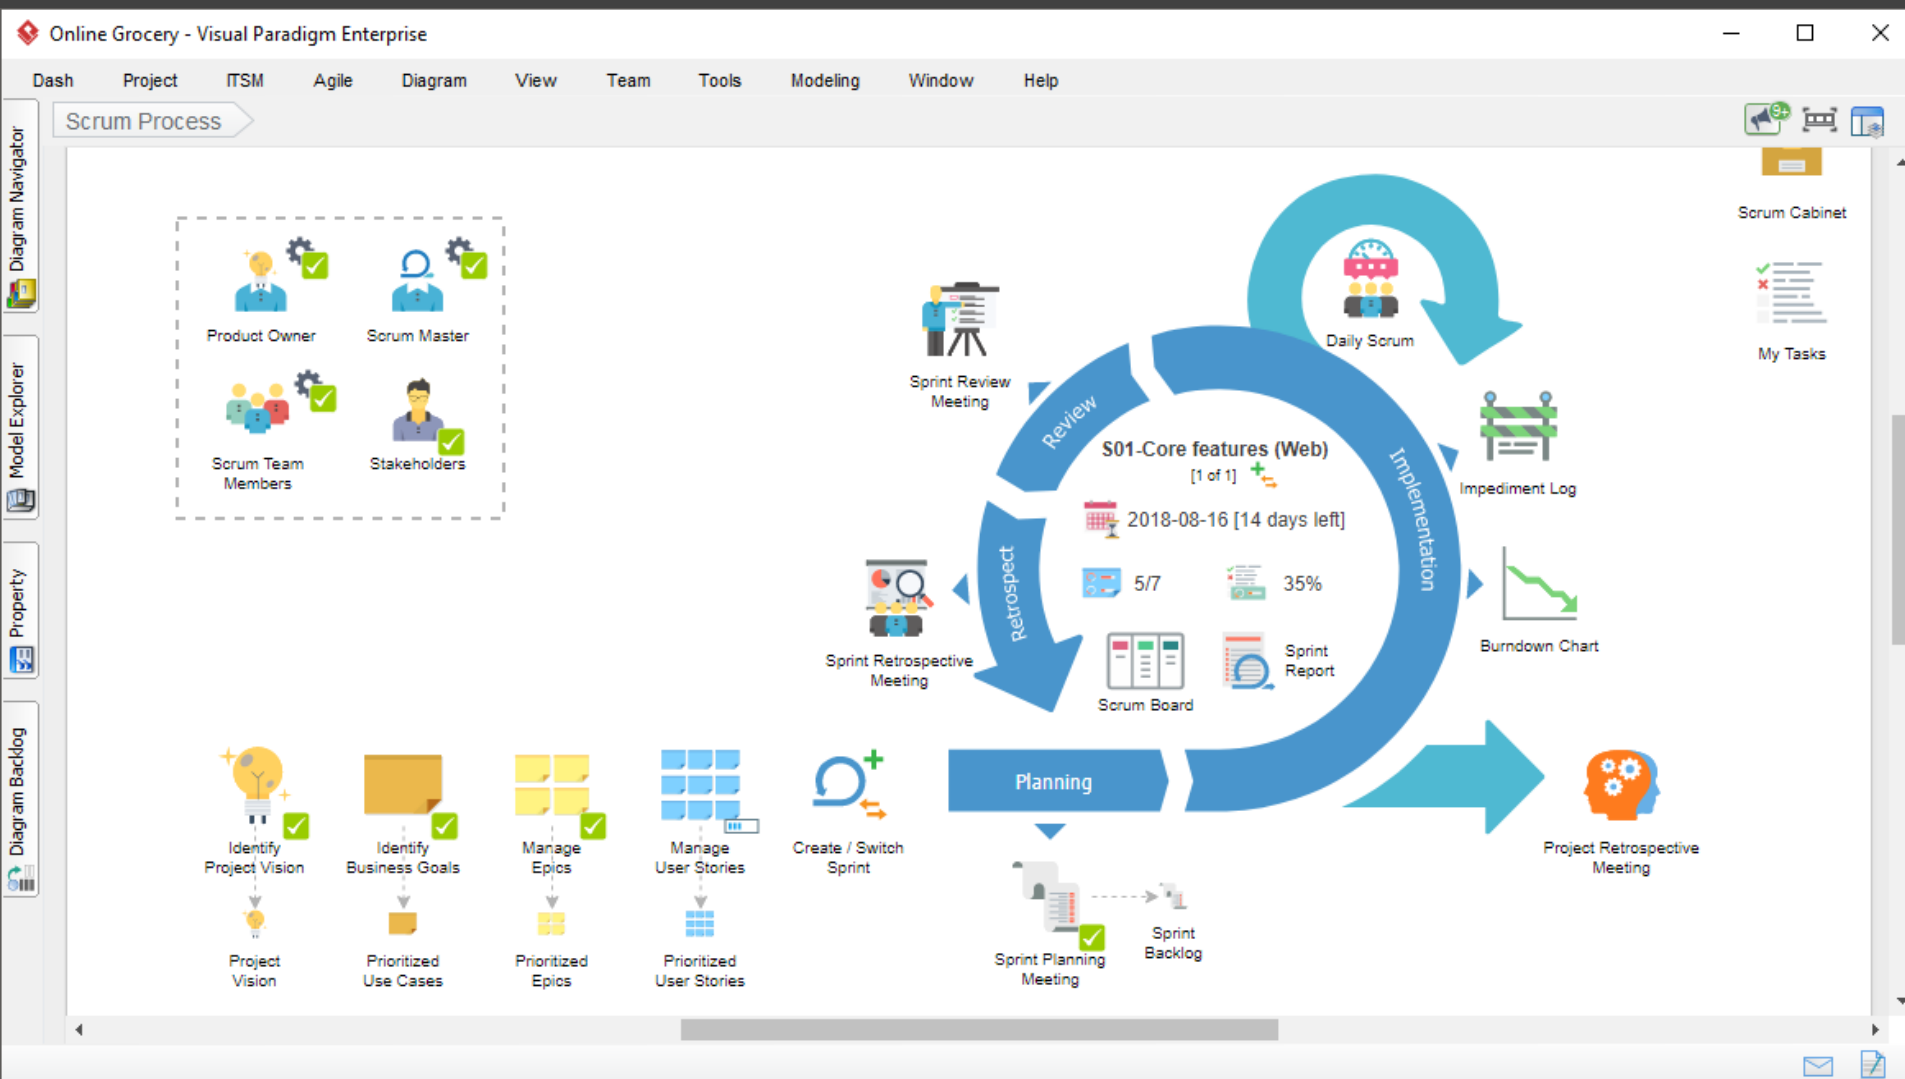 Online Grocery - Visual Paradigm Enterprise
Dash
Project
ITSM
Agile
Diagram
View
Team
Tools
Modeling
Window
Help
Scrum Process
9+
Diagram Navigator
Model Explorer
Property
Diagram Backlog
Scrum Cabinet
My Tasks
Product Owner
Scrum Master
Scrum Team
Members
Stakeholders
Sprint Review
Meeting
Daily Scrum
Review
Implementation
Retrospect
S01-Core features (Web)
[1 of 1]
2018-08-16 [14 days left]
5/7
35%
Scrum Board
Sprint
Report
Impediment Log
Burndown Chart
Sprint Retrospective
Meeting
Identify
Project Vision
Identify
Business Goals
Manage
Epics
Manage
User Stories
Create / Switch
Sprint
Planning
Project Retrospective
Meeting
Project
Vision
Prioritized
Use Cases
Prioritized
Epics
Prioritized
User Stories
Sprint Planning
Meeting
Sprint
Backlog